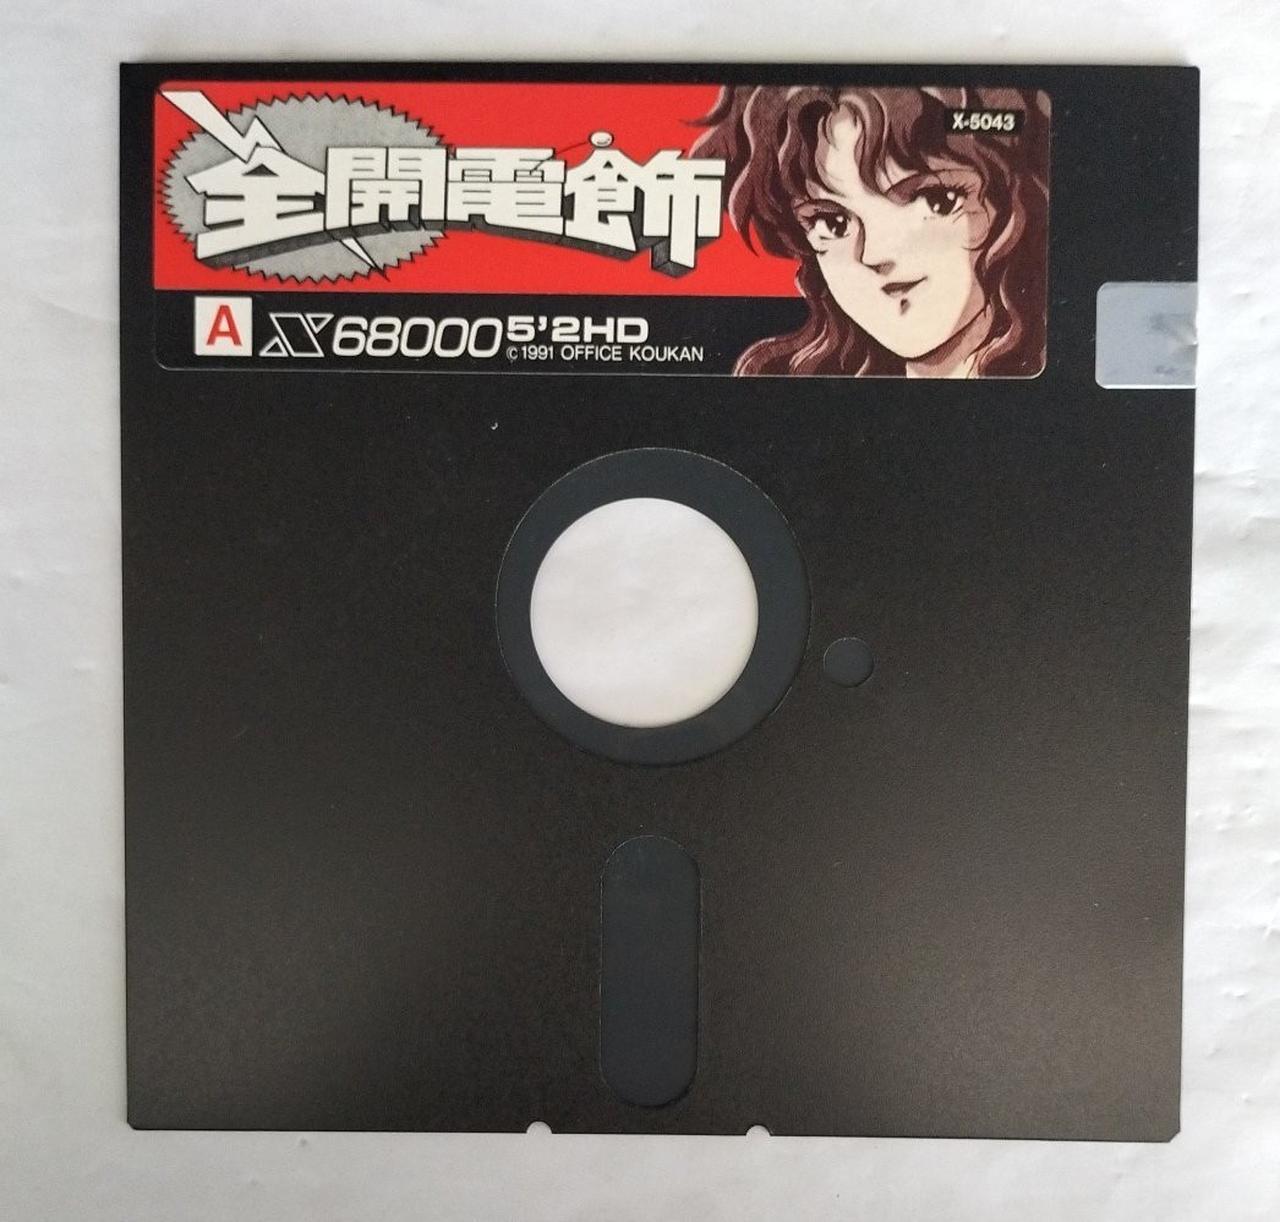 X-5043
全開電飾
A
X68000 5'2HD
©1991 OFFICE KOUKAN